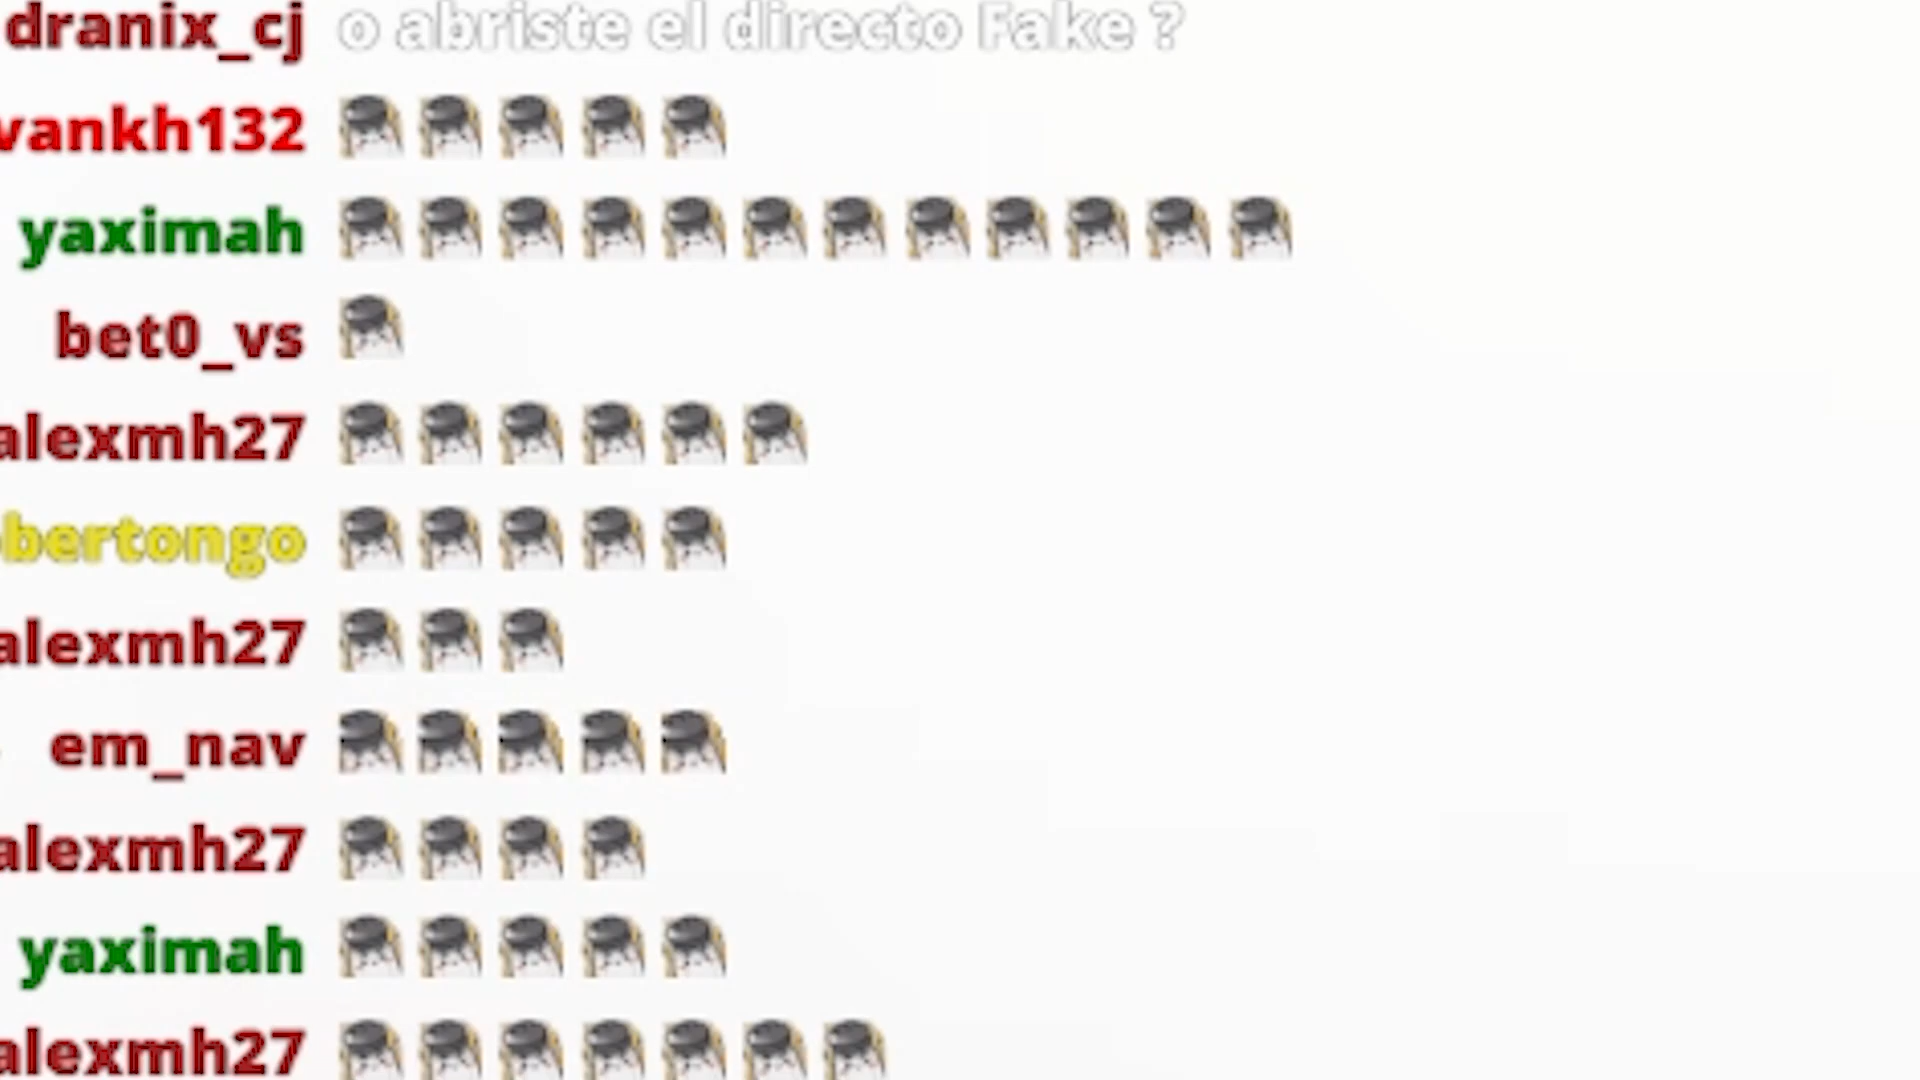 dranix_cj o abriste el directo Fake ?
vankh132
yaximah
bet0_vs
alexmh27
bertongo
alexmh27
em_nav
alexmh27
yaximah
alexmh27